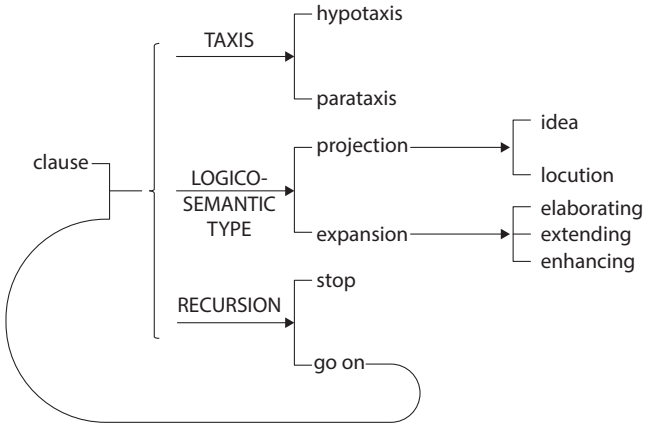 hypotaxis
TAXIS
parataxis
idea
projection
clause
LOGICO-
SEMANTIC
TYPE
locution
elaborating
expansion
extending
enhancing
stop
RECURSION
go on